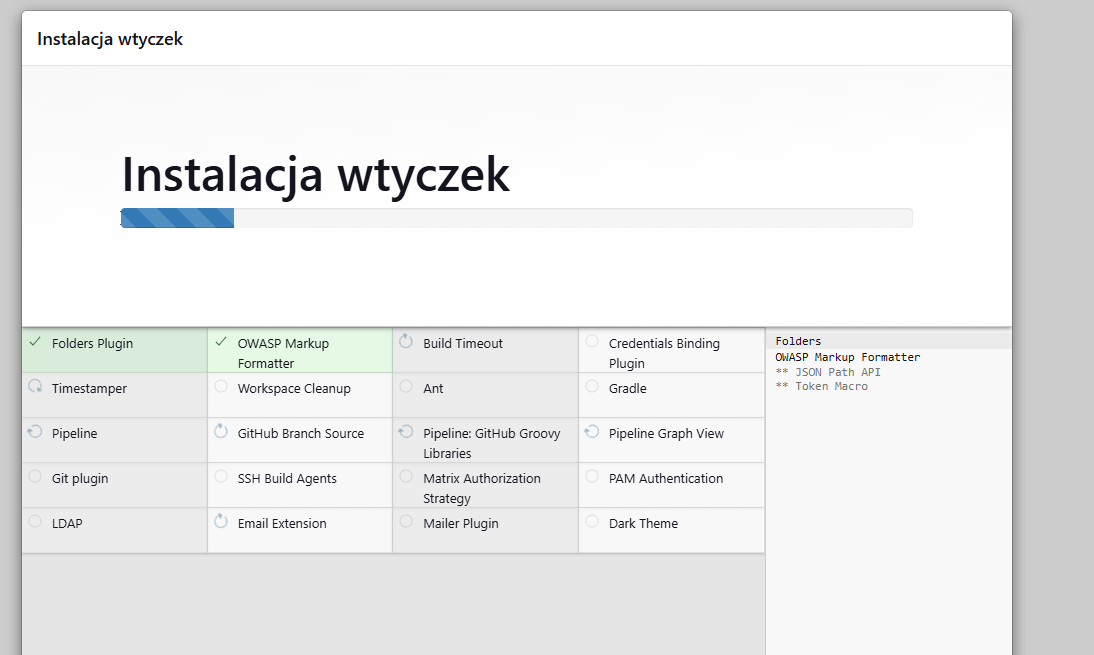 Instalacja wtyczek
Instalacja wtyczek
Folders Plugin
OWASP Markup
Formatter
Build Timeout
Credentials Binding
Plugin
Timestamper
Workspace Cleanup
Ant
Gradle
Pipeline
GitHub Branch Source
Pipeline: GitHub Groovy
Libraries
Pipeline Graph View
Git plugin
SSH Build Agents
Matrix Authorization
Strategy
PAM Authentication
LDAP
Email Extension
Mailer Plugin
Dark Theme
Folders
OWASP Markup Formatter
** JSON Path API
** Token Macro